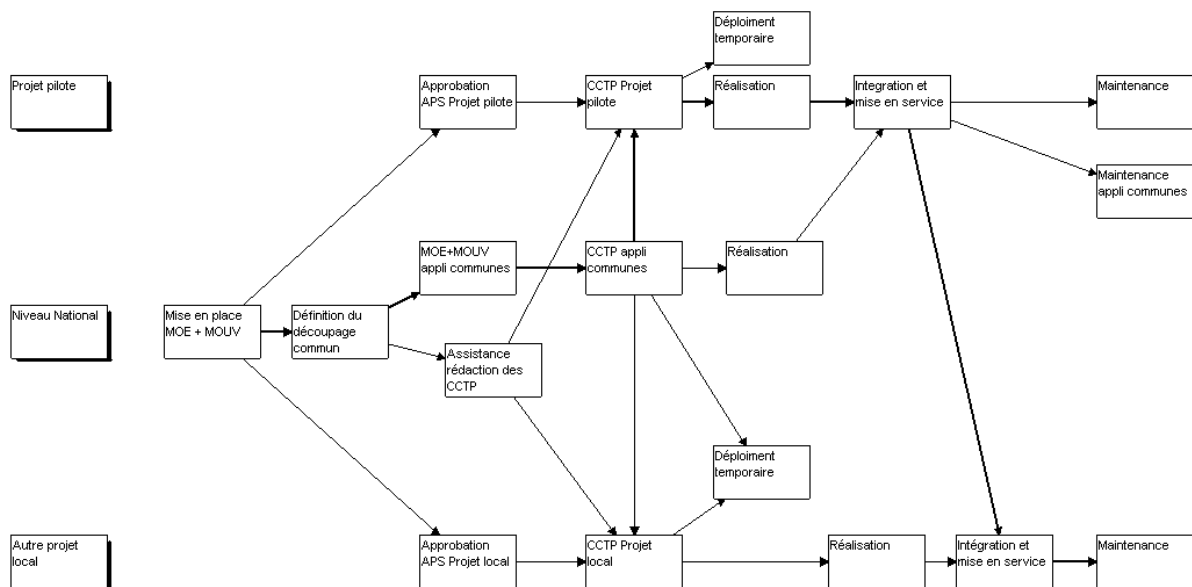 Déploiment
temporaire
Projet pilote
Approbation
APS Projet pilote
CCTP Projet
pilote
Réalisation
Integration et
mise en service
Maintenance
Maintenance
appli communes
MOE+MOUV
appli communes
CCTP appli
communes
Réalisation
Niveau National
Mise en place
MOE + MOUV
Définition du
découpage
commun
Assistance
rédaction des
CCTP
Déploiment
temporaire
Autre projet
local
Approbation
APS Projet local
CCTP Projet
local
Réalisation
Intégration et
mise en service
Maintenance